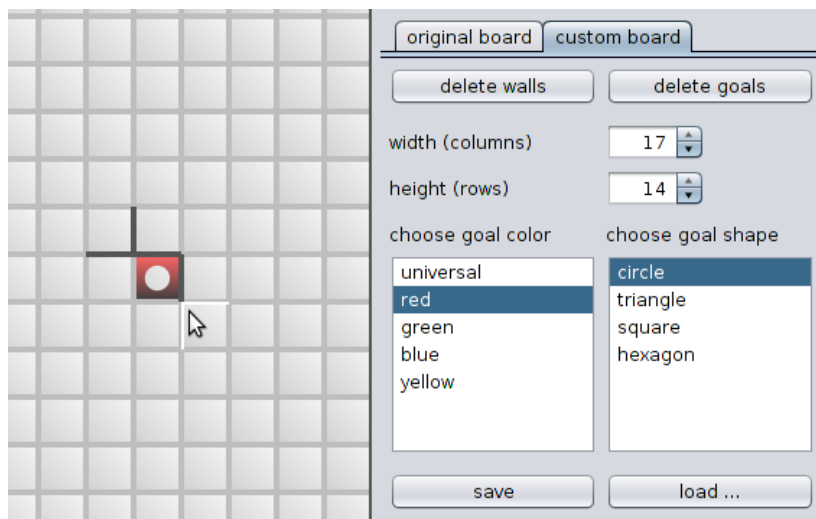 original board custom board
delete walls delete goals
width (columns) 17
height (rows) 14
choose goal color choose goal shape
universal circle
red triangle
green square
blue hexagon
yellow
save load ...